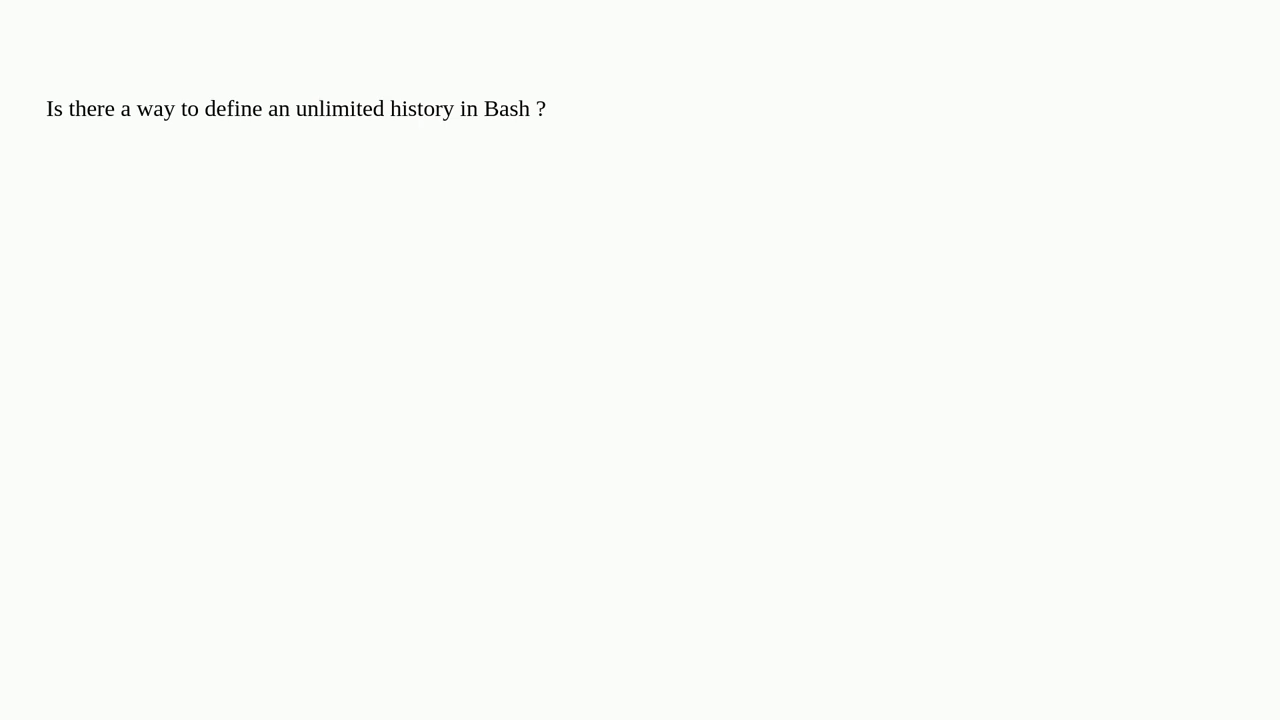 Is there a way to define an unlimited history in Bash ?